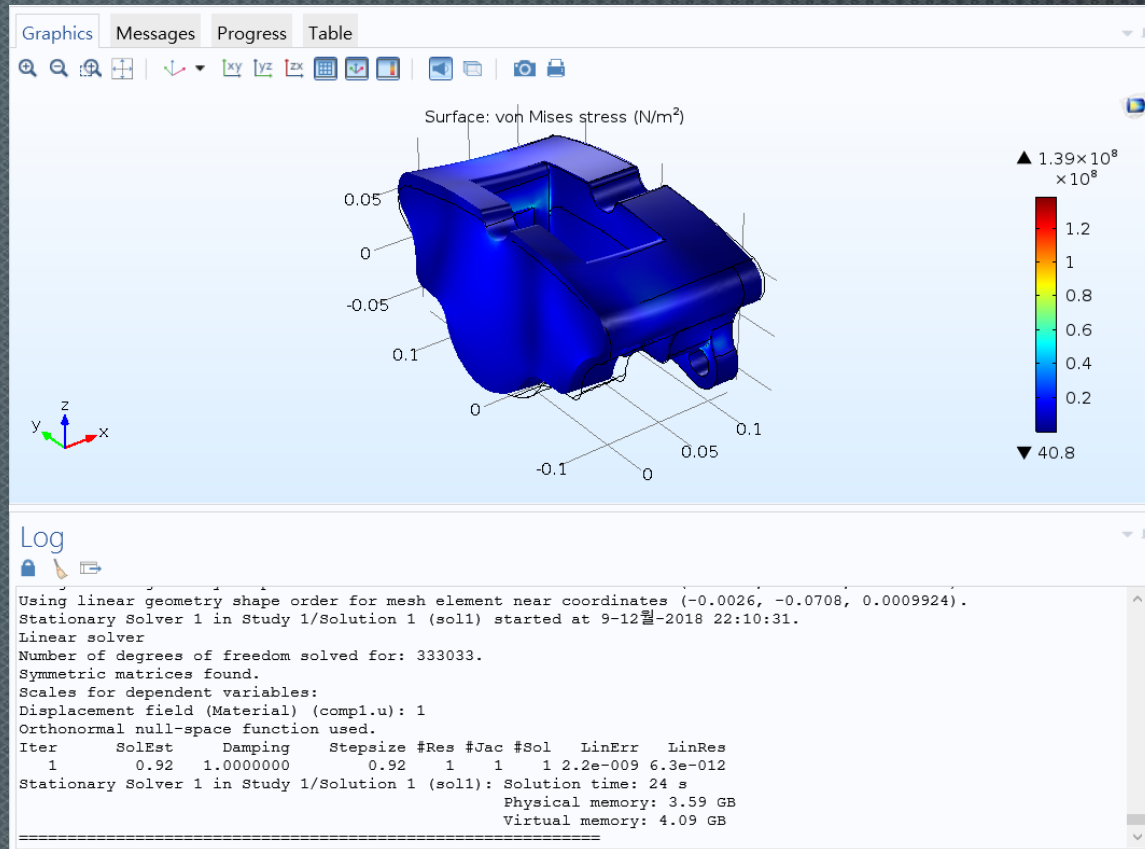 Graphics Messages Progress Table
xy yz zx
Surface: von Mises stress (N/m²)
▲ 1.39×10⁸
×10⁸
0.05
0
-0.05
0.1
0
-0.1
0
0.05
0.1
1.2
1
0.8
0.6
0.4
0.2
▼ 40.8
z
y
x
Log
Using linear geometry shape order for mesh element near coordinates (-0.0026, -0.0708, 0.0009924).
Stationary Solver 1 in Study 1/Solution 1 (sol1) started at 9-12월-2018 22:10:31.
Linear solver
Number of degrees of freedom solved for: 333033.
Symmetric matrices found.
Scales for dependent variables:
Displacement field (Material) (comp1.u): 1
Orthonormal null-space function used.
Iter SolEst Damping Stepsize #Res #Jac #Sol LinErr LinRes
1 0.92 1.0000000 0.92 1 1 1 2.2e-009 6.3e-012
Stationary Solver 1 in Study 1/Solution 1 (sol1): Solution time: 24 s
Physical memory: 3.59 GB
Virtual memory: 4.09 GB